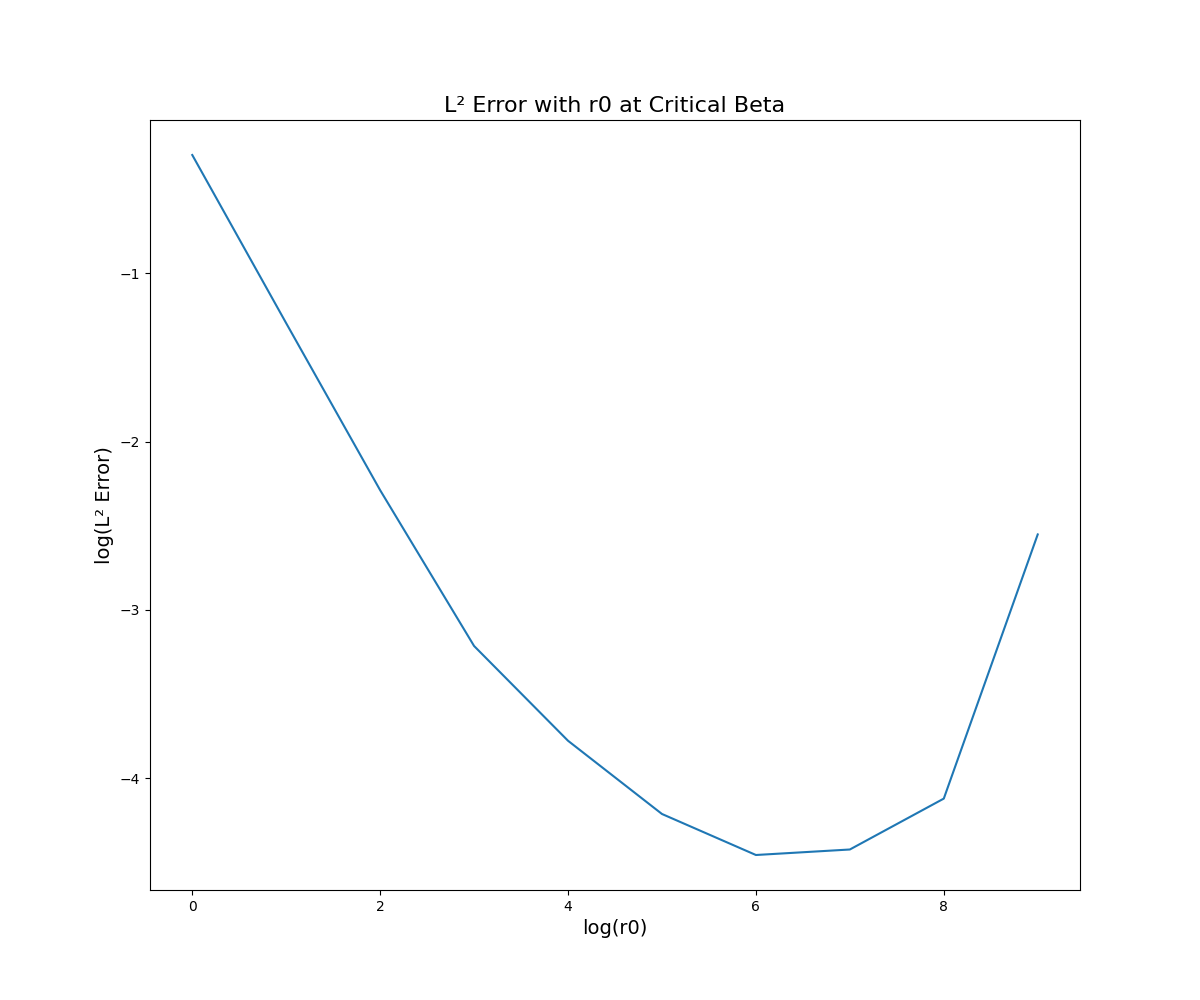 L² Error with r0 at Critical Beta
log(L² Error)
−1
−2
−3
−4
0 2 4 6 8
log(r0)